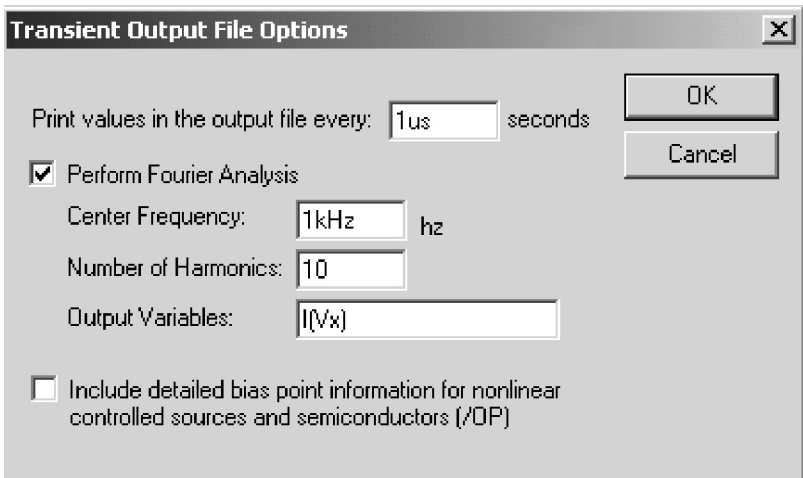 Transient Output File Options
Print values in the output file every: 1us seconds
OK
Cancel
Perform Fourier Analysis
Center Frequency: 1kHz hz
Number of Harmonics: 10
Output Variables: I(Vx)
Include detailed bias point information for nonlinear
controlled sources and semiconductors (/OP)